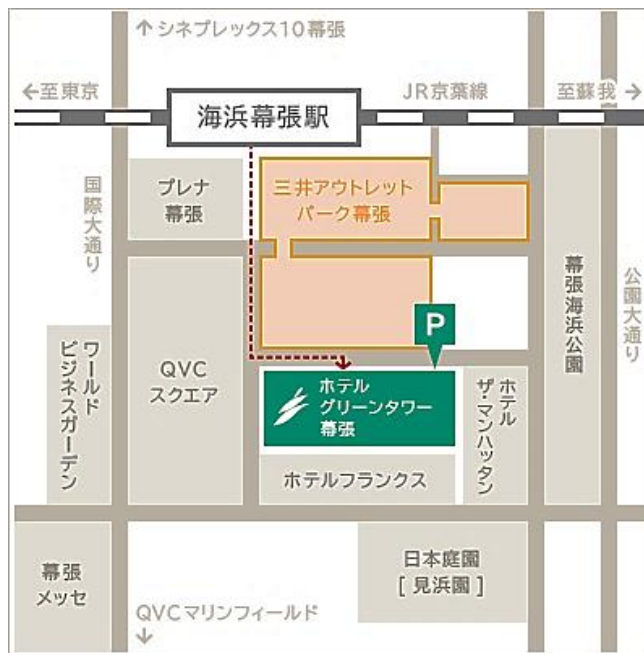 ↑シネプレックス10幕張
←至東京
JR京葉線
至蘇我→
海浜幕張駅
国際大通り
プレナ
幕張
三井アウトレット
パーク幕張
幕張海浜公園
公園大通り
P
ワールド
ビジネスガーデン
QVC
スクエア
ホテル
グリーンタワー
幕張
ホテル
ザ・マンハッタン
ホテルフランクス
幕張
メッセ
日本庭園
[見浜園]
QVCマリンフィールド
↓